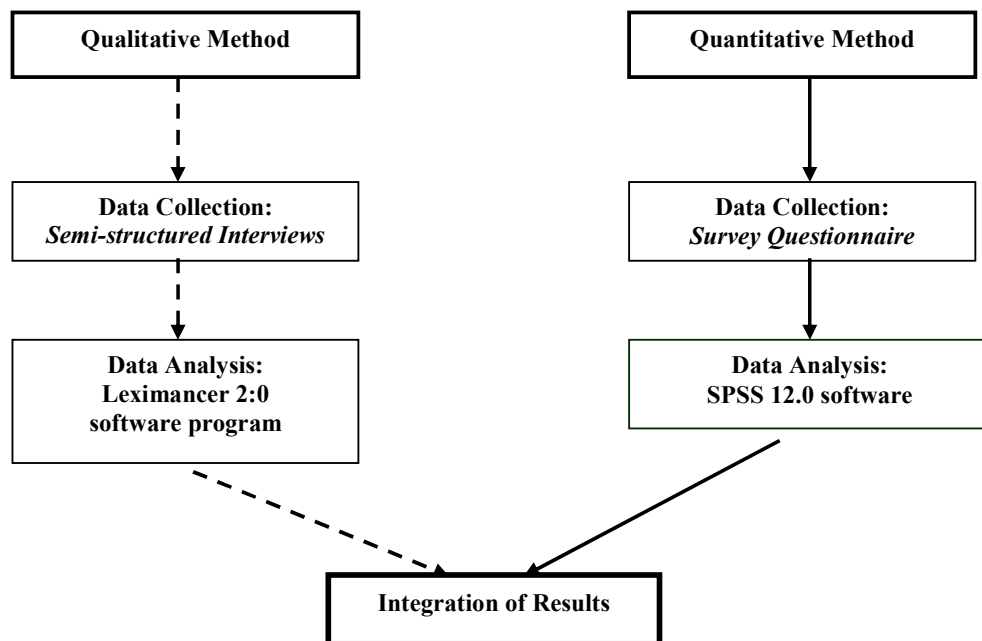 Qualitative Method
Quantitative Method
Data Collection:
Semi-structured Interviews
Data Collection:
Survey Questionnaire
Data Analysis:
Leximancer 2:0
software program
Data Analysis:
SPSS 12.0 software
Integration of Results